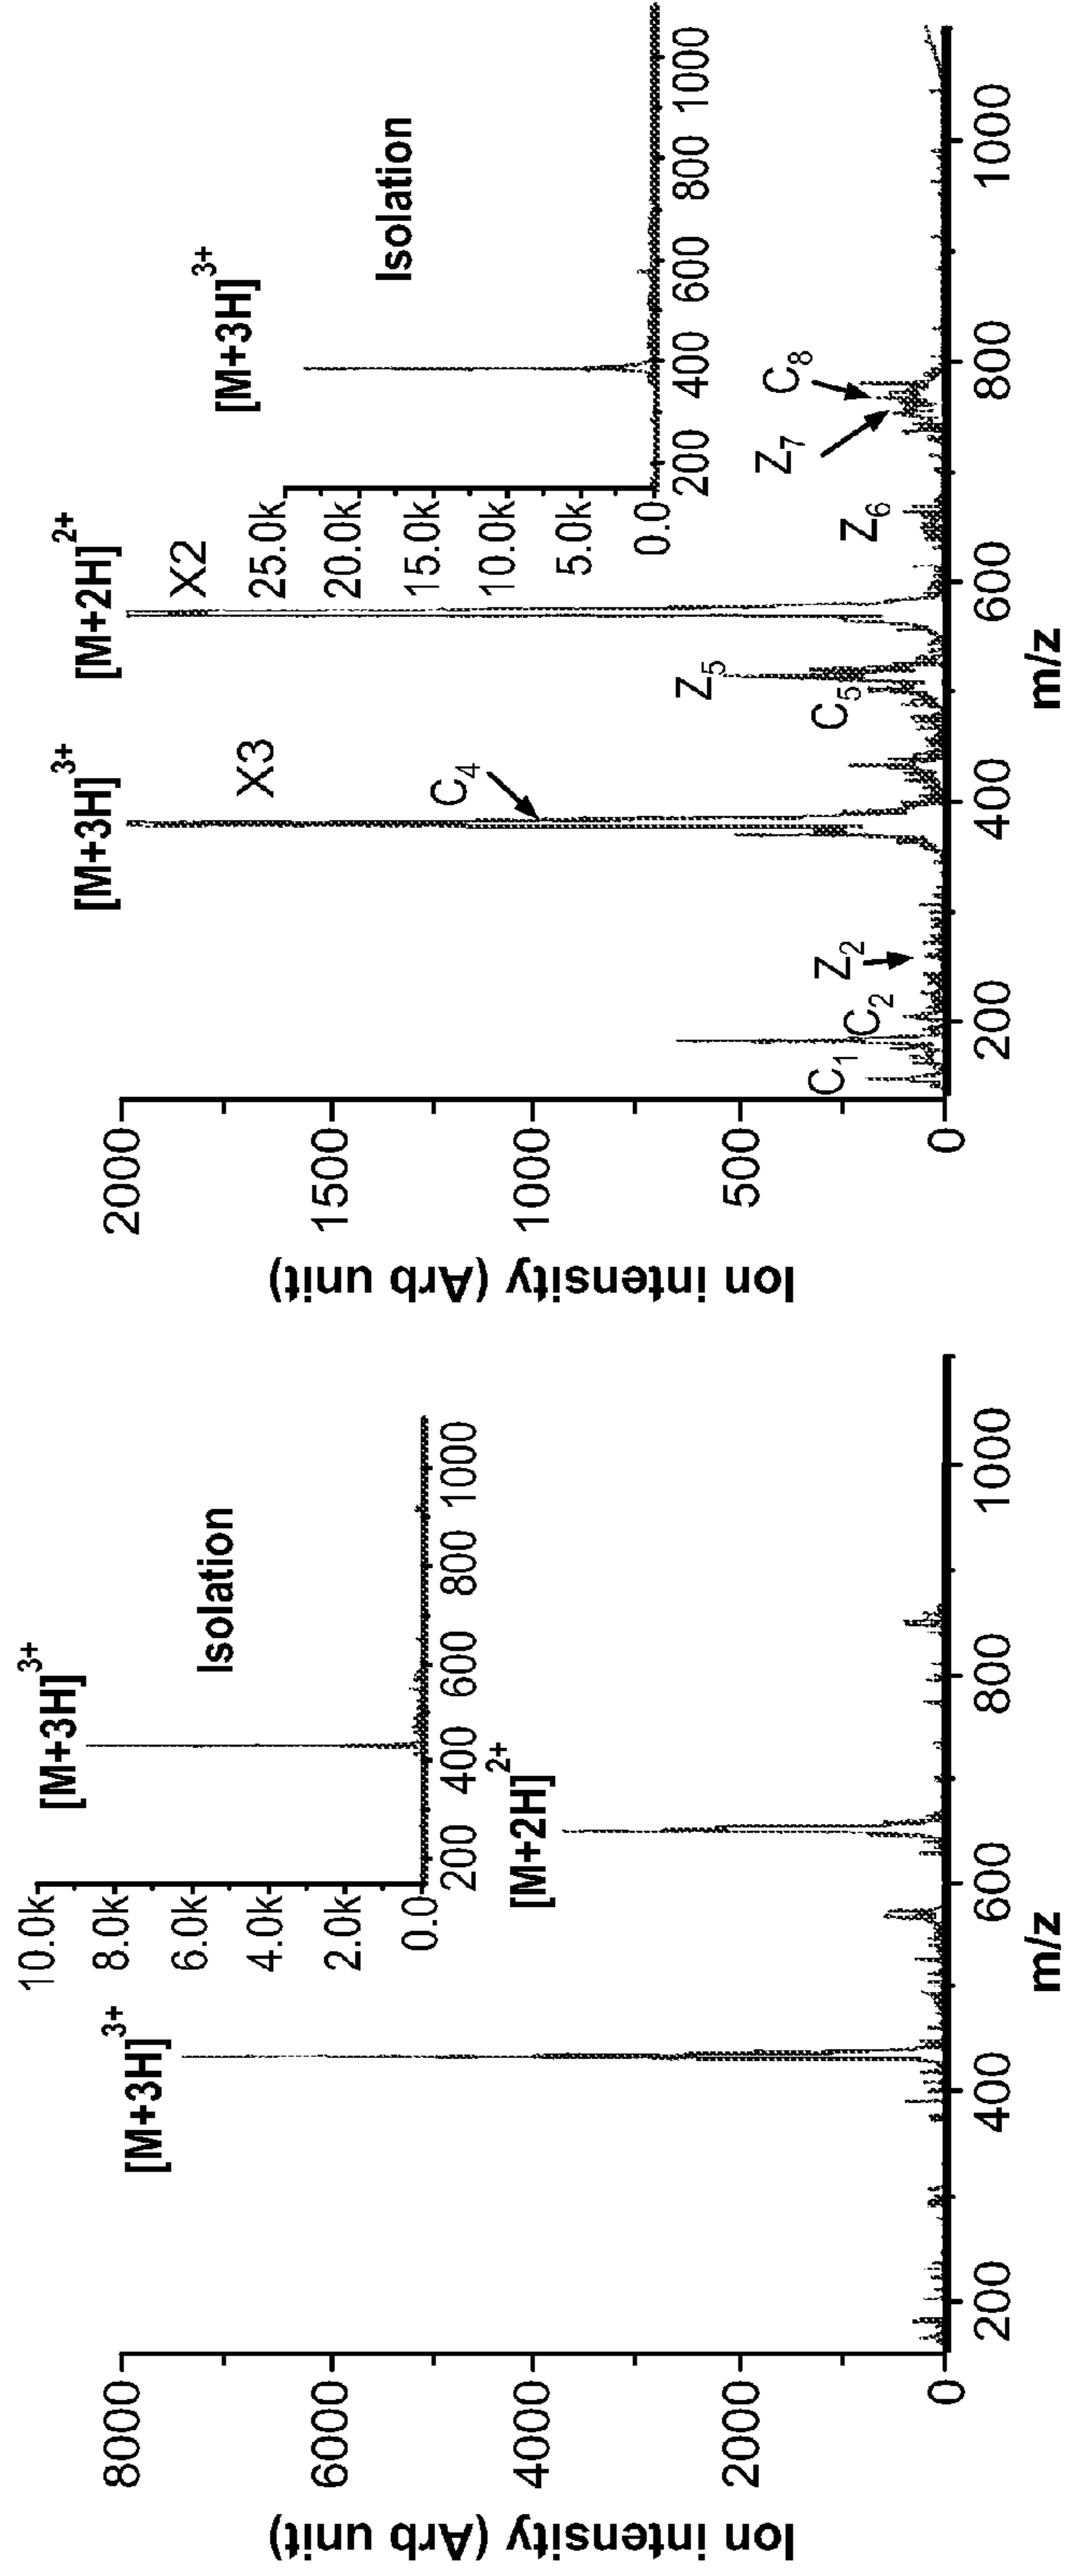 [M+3H]3+
10.0k
8.0k
6.0k
4.0k
2.0k
0.0
200 400 600 800 1000
[M+3H]3+
Isolation
[M+2H]2+
8000
6000
4000
2000
0
200 400 600 800 1000
Ion intensity (Arb unit)
m/z
[M+3H]3+
X3
[M+2H]2+
X2
[M+3H]3+
Isolation
25.0k
20.0k
15.0k
10.0k
5.0k
0.0
200 400 600 800 1000
2000
1500
1000
500
0
C1
C2
Z2
C4
C5
Z5
Z6
Z7
C8
200 400 600 800 1000
Ion intensity (Arb unit)
m/z